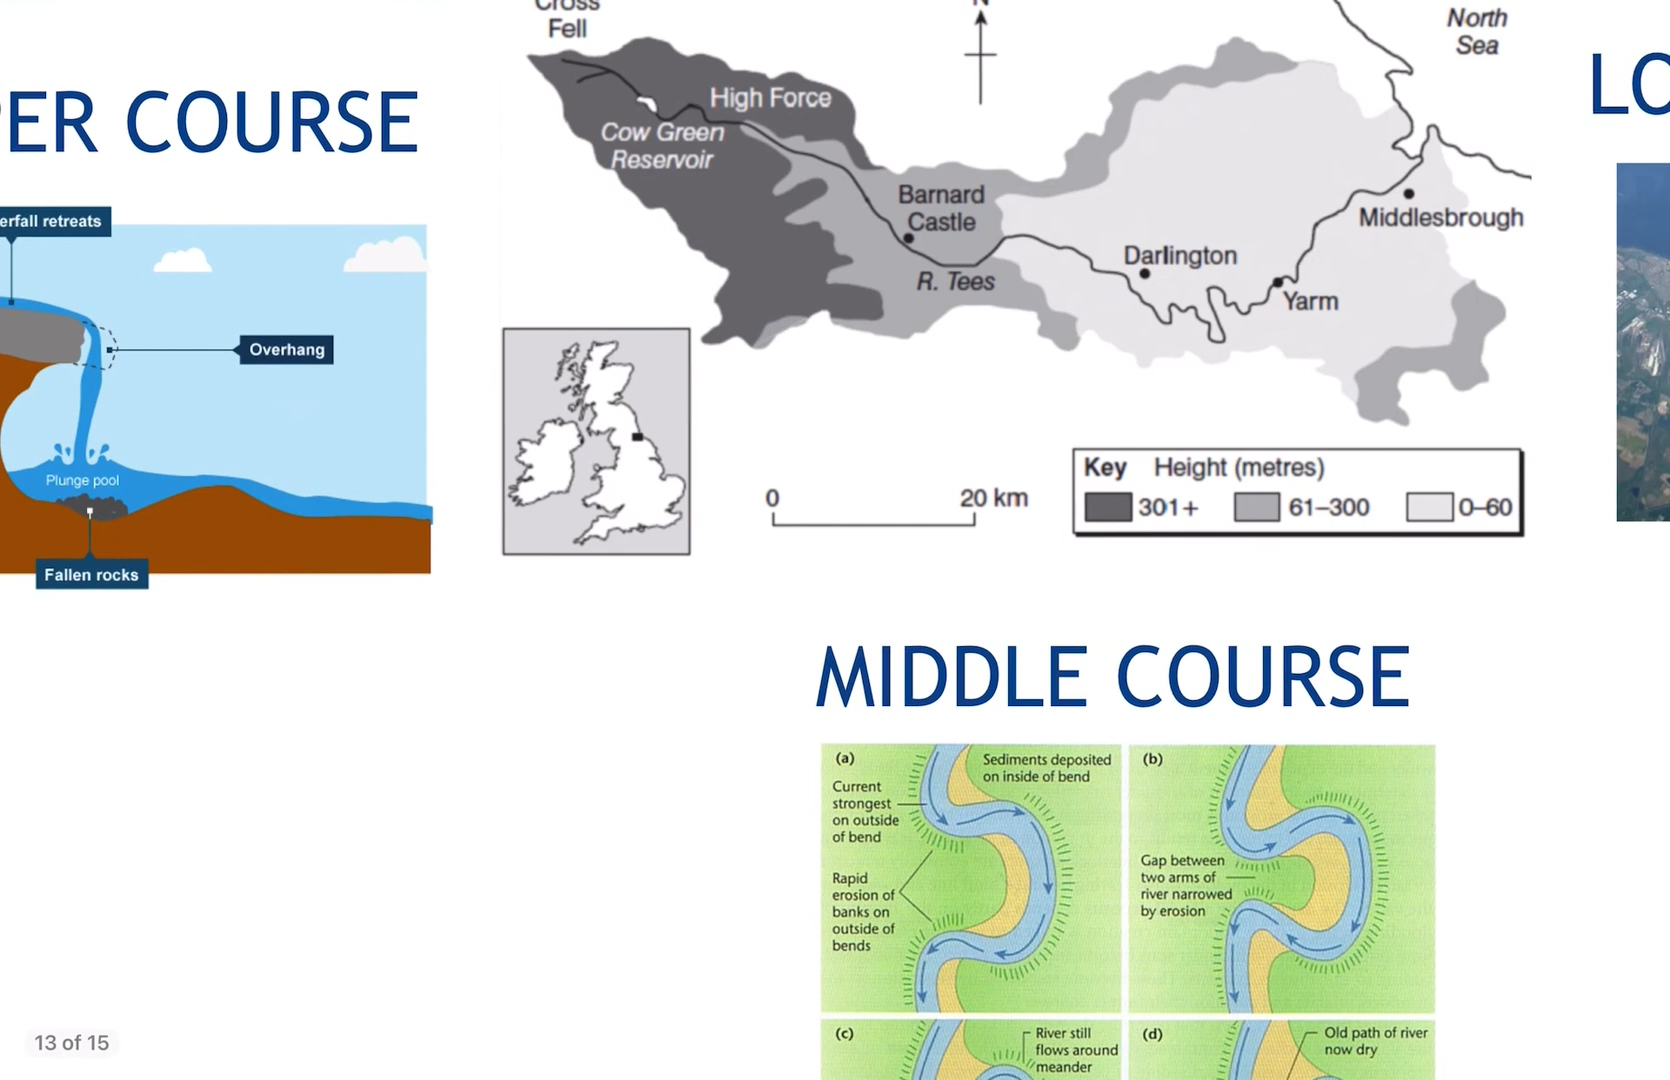 Cross
Fell
N
North
Sea
PER COURSE
LO
High Force
Cow Green
Reservoir
Barnard
Castle
Middlesbrough
erfall retreats
Darlington
R. Tees
Yarm
Overhang
Plunge pool
Fallen rocks
0 20 km
Key Height (metres)
301+ 61–300 0–60
MIDDLE COURSE
(a)
Sediments deposited
on inside of bend
Current
strongest
on outside
of bend
Rapid
erosion of
banks on
outside of
bends
(b)
Gap between
two arms of
river narrowed
by erosion
(c)
River still
flows around
meander
(d)
Old path of river
now dry
13 of 15